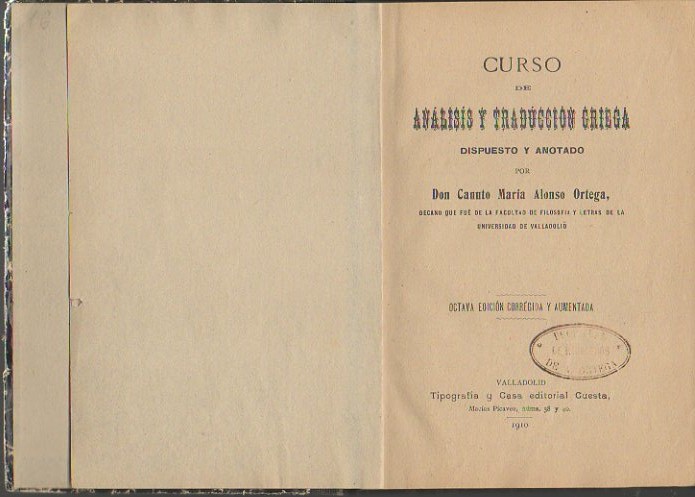 16
CURSO
DE
ANÁLISIS Y TRADUCCIÓN GRIEGA
DISPUESTO Y ANOTADO
POR
Don Canuto María Alonso Ortega,
DECANO QUE FUÉ DE LA FACULTAD DE FILOSOFÍA Y LETRAS DE LA
UNIVERSIDAD DE VALLADOLID
OCTAVA EDICIÓN CORREGIDA Y AUMENTADA
VALLADOLID
Tipografía y Casa editorial Cuesta,
Macías Picavea, núms. 38 y 40.
1910